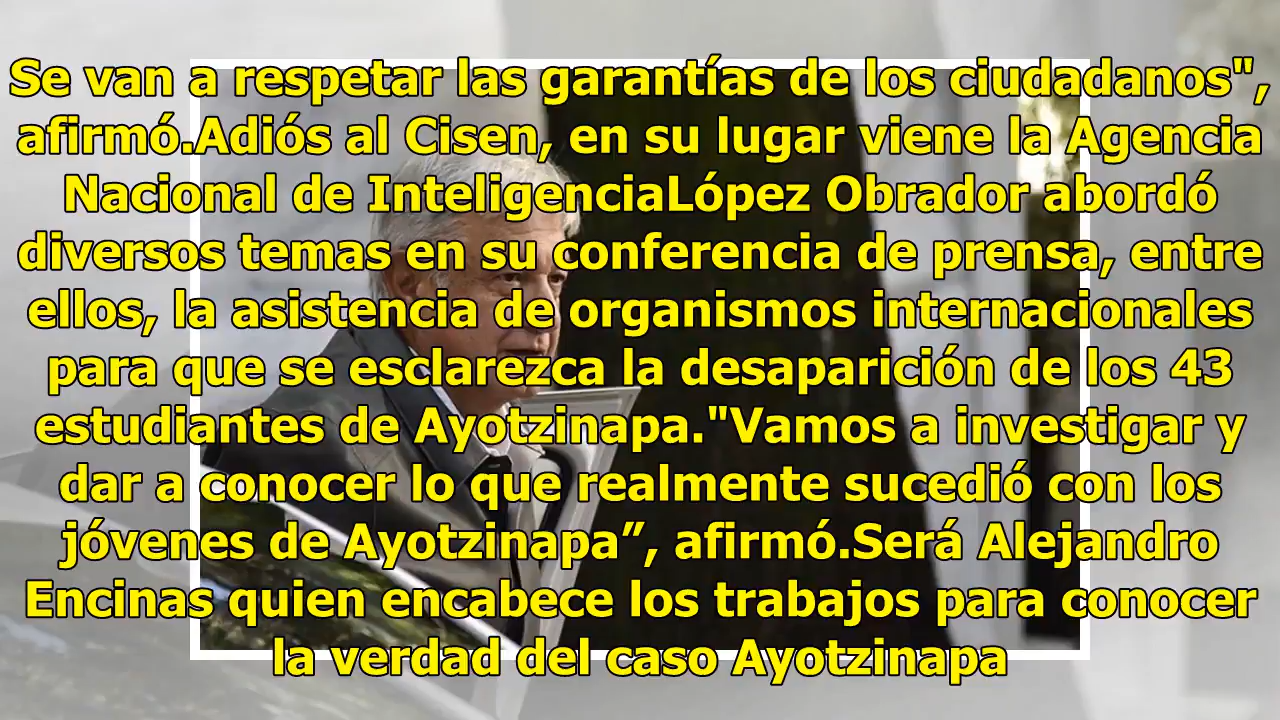 Se van a respetar las garantías de los ciudadanos",
afirmó.Adiós al Cisen, en su lugar viene la Agencia
Nacional de InteligenciaLópez Obrador abordó
diversos temas en su conferencia de prensa, entre
ellos, la asistencia de organismos internacionales
para que se esclarezca la desaparición de los 43
estudiantes de Ayotzinapa."Vamos a investigar y
dar a conocer lo que realmente sucedió con los
jóvenes de Ayotzinapa”, afirmó.Será Alejandro
Encinas quien encabece los trabajos para conocer
la verdad del caso Ayotzinapa